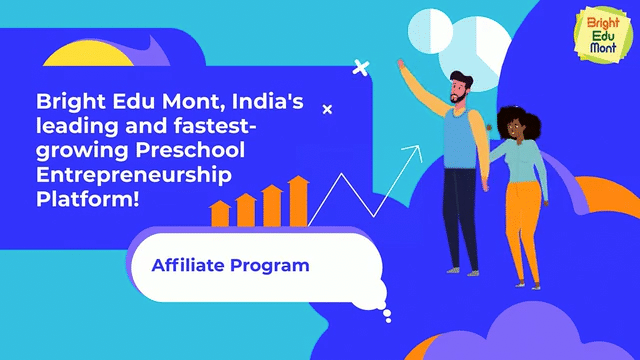 Bright
Edu
Mont
Bright Edu Mont, India's
leading and fastest-
growing Preschool
Entrepreneurship
Platform!
Affiliate Program